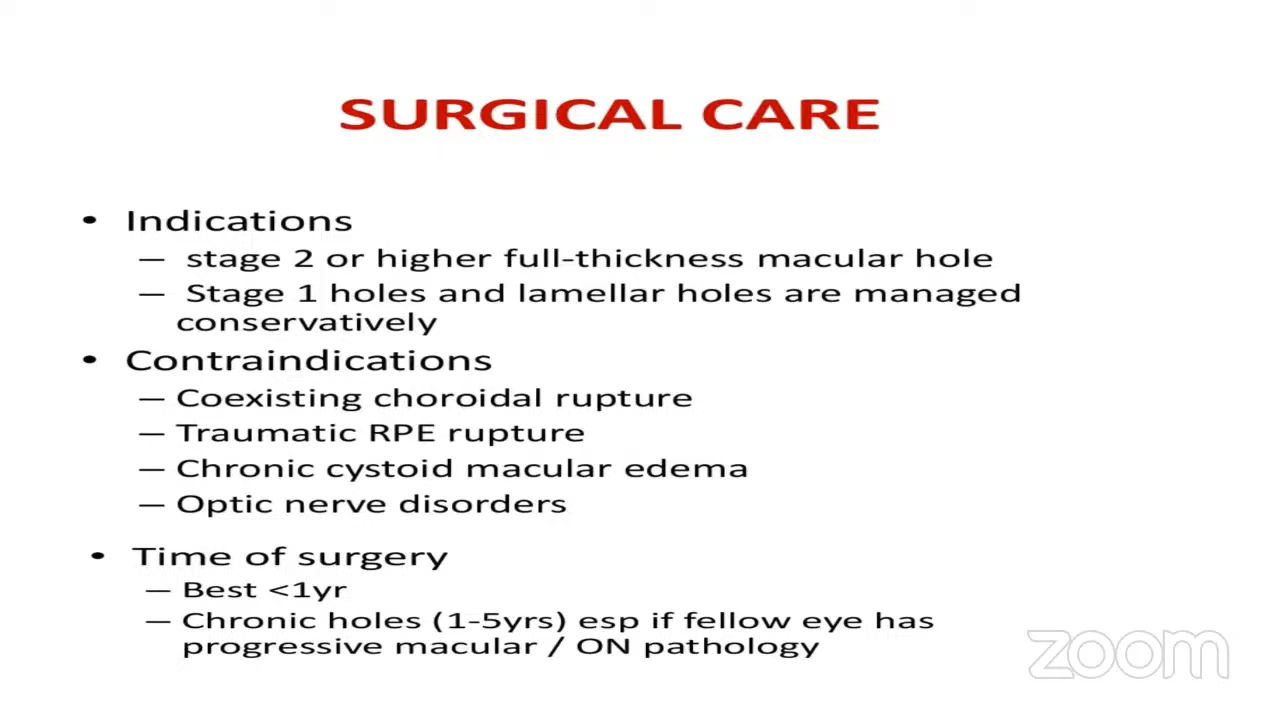 SURGICAL CARE
• Indications
— stage 2 or higher full-thickness macular hole
— Stage 1 holes and lamellar holes are managed
conservatively
• Contraindications
— Coexisting choroidal rupture
— Traumatic RPE rupture
— Chronic cystoid macular edema
— Optic nerve disorders
• Time of surgery
— Best <1yr
— Chronic holes (1-5yrs) esp if fellow eye has
progressive macular / ON pathology
zoom